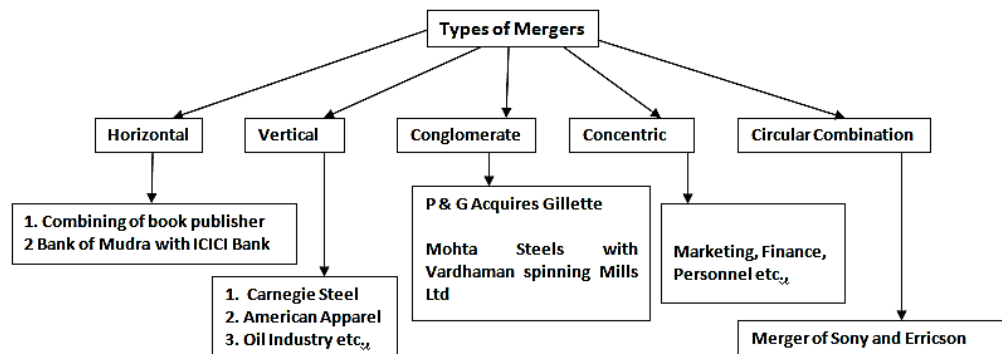 Types of Mergers
Horizontal
Vertical
Conglomerate
Concentric
Circular Combination
1. Combining of book publisher
2 Bank of Mudra with ICICI Bank
P & G Acquires Gillette
Mohta Steels with
Vardhaman spinning Mills
Ltd
Marketing, Finance,
Personnel etc.,
1. Carnegie Steel
2. American Apparel
3. Oil Industry etc.,
Merger of Sony and Erricson